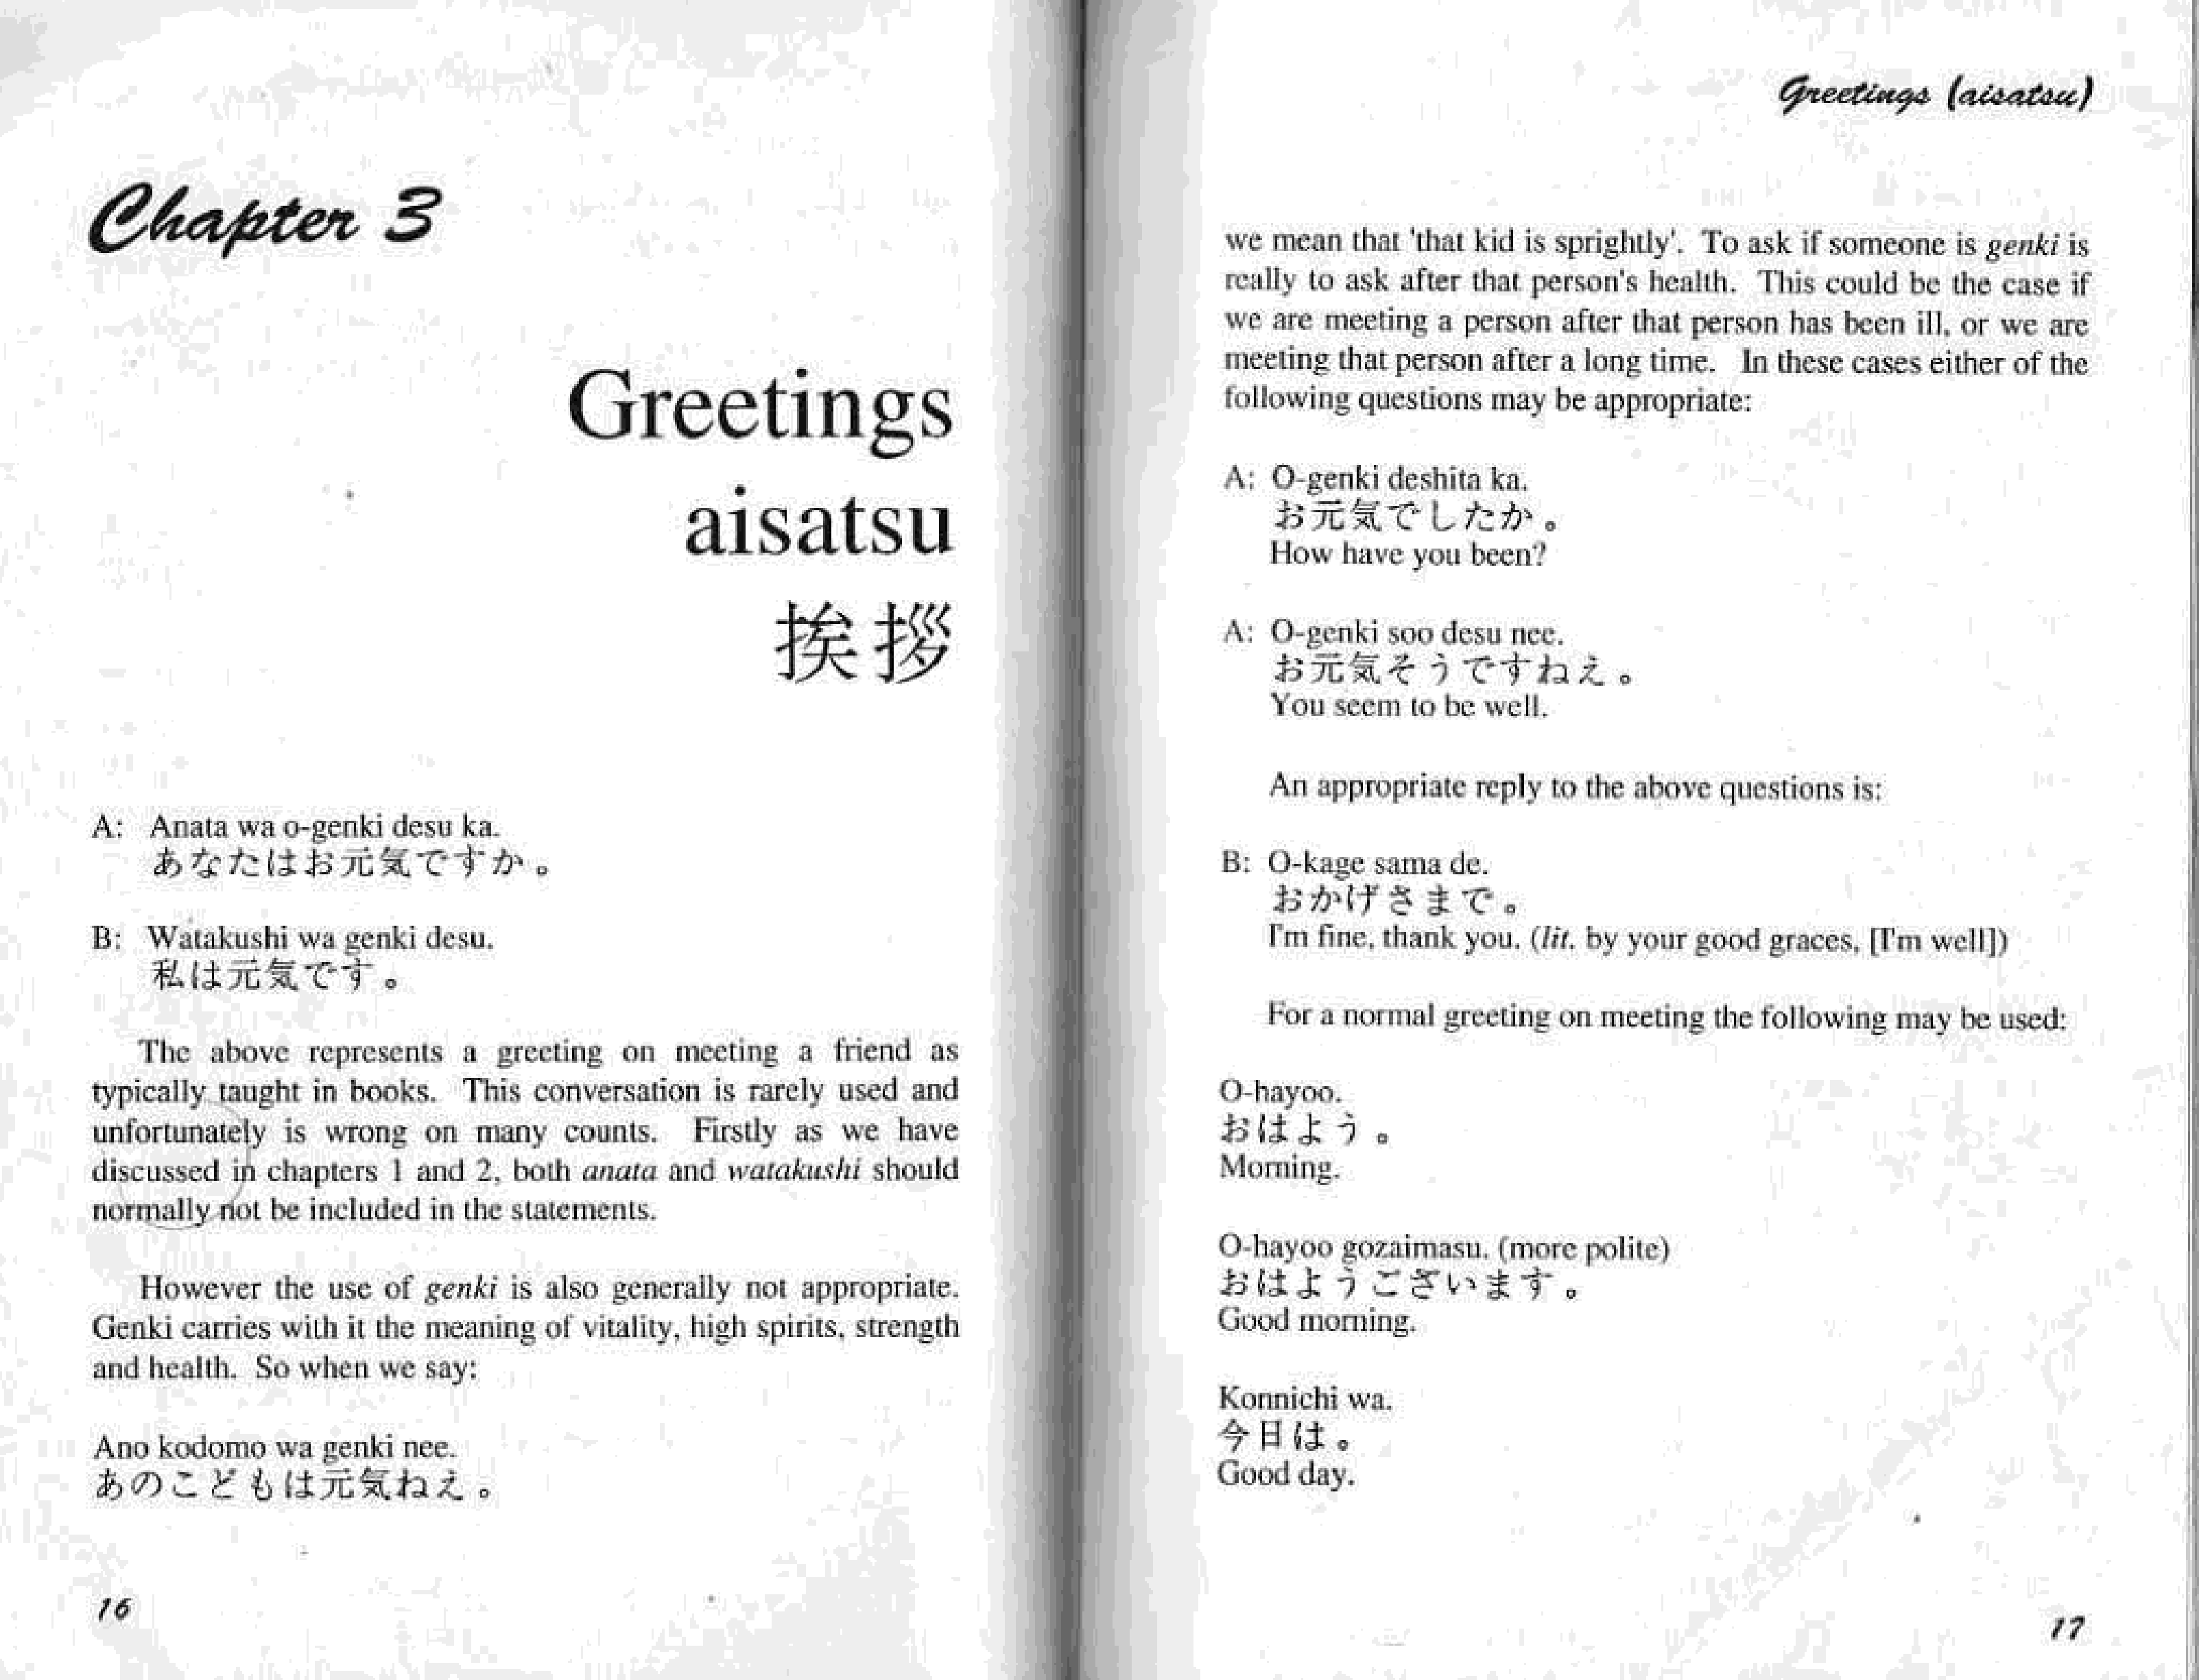 Chapter 3
Greetings
aisatsu
挨拶
A: Anata wa o-genki desu ka.
あなたはお元気ですか。
B: Watakushi wa genki desu.
私は元気です。
The above represents a greeting on meeting a friend as
typically taught in books. This conversation is rarely used and
unfortunately is wrong on many counts. Firstly as we have
discussed in chapters 1 and 2, both anata and watakushi should
normally not be included in the statements.
However the use of genki is also generally not appropriate.
Genki carries with it the meaning of vitality, high spirits, strength
and health. So when we say:
Ano kodomo wa genki nee.
あのこどもは元気ねえ。
16
Greetings (aisatsu)
we mean that 'that kid is sprightly'. To ask if someone is genki is
really to ask after that person's health. This could be the case if
we are meeting a person after that person has been ill, or we are
meeting that person after a long time. In these cases either of the
following questions may be appropriate:
A: O-genki deshita ka.
お元気でしたか。
How have you been?
A: O-genki soo desu nee.
お元気そうですねえ。
You seem to be well.
An appropriate reply to the above questions is:
B: O-kage sama de.
おかげさまで。
I'm fine, thank you. (lit. by your good graces, [I'm well])
For a normal greeting on meeting the following may be used:
O-hayoo.
おはよう。
Morning.
O-hayoo gozaimasu. (more polite)
おはようございます。
Good morning.
Konnichi wa.
今日は。
Good day.
17